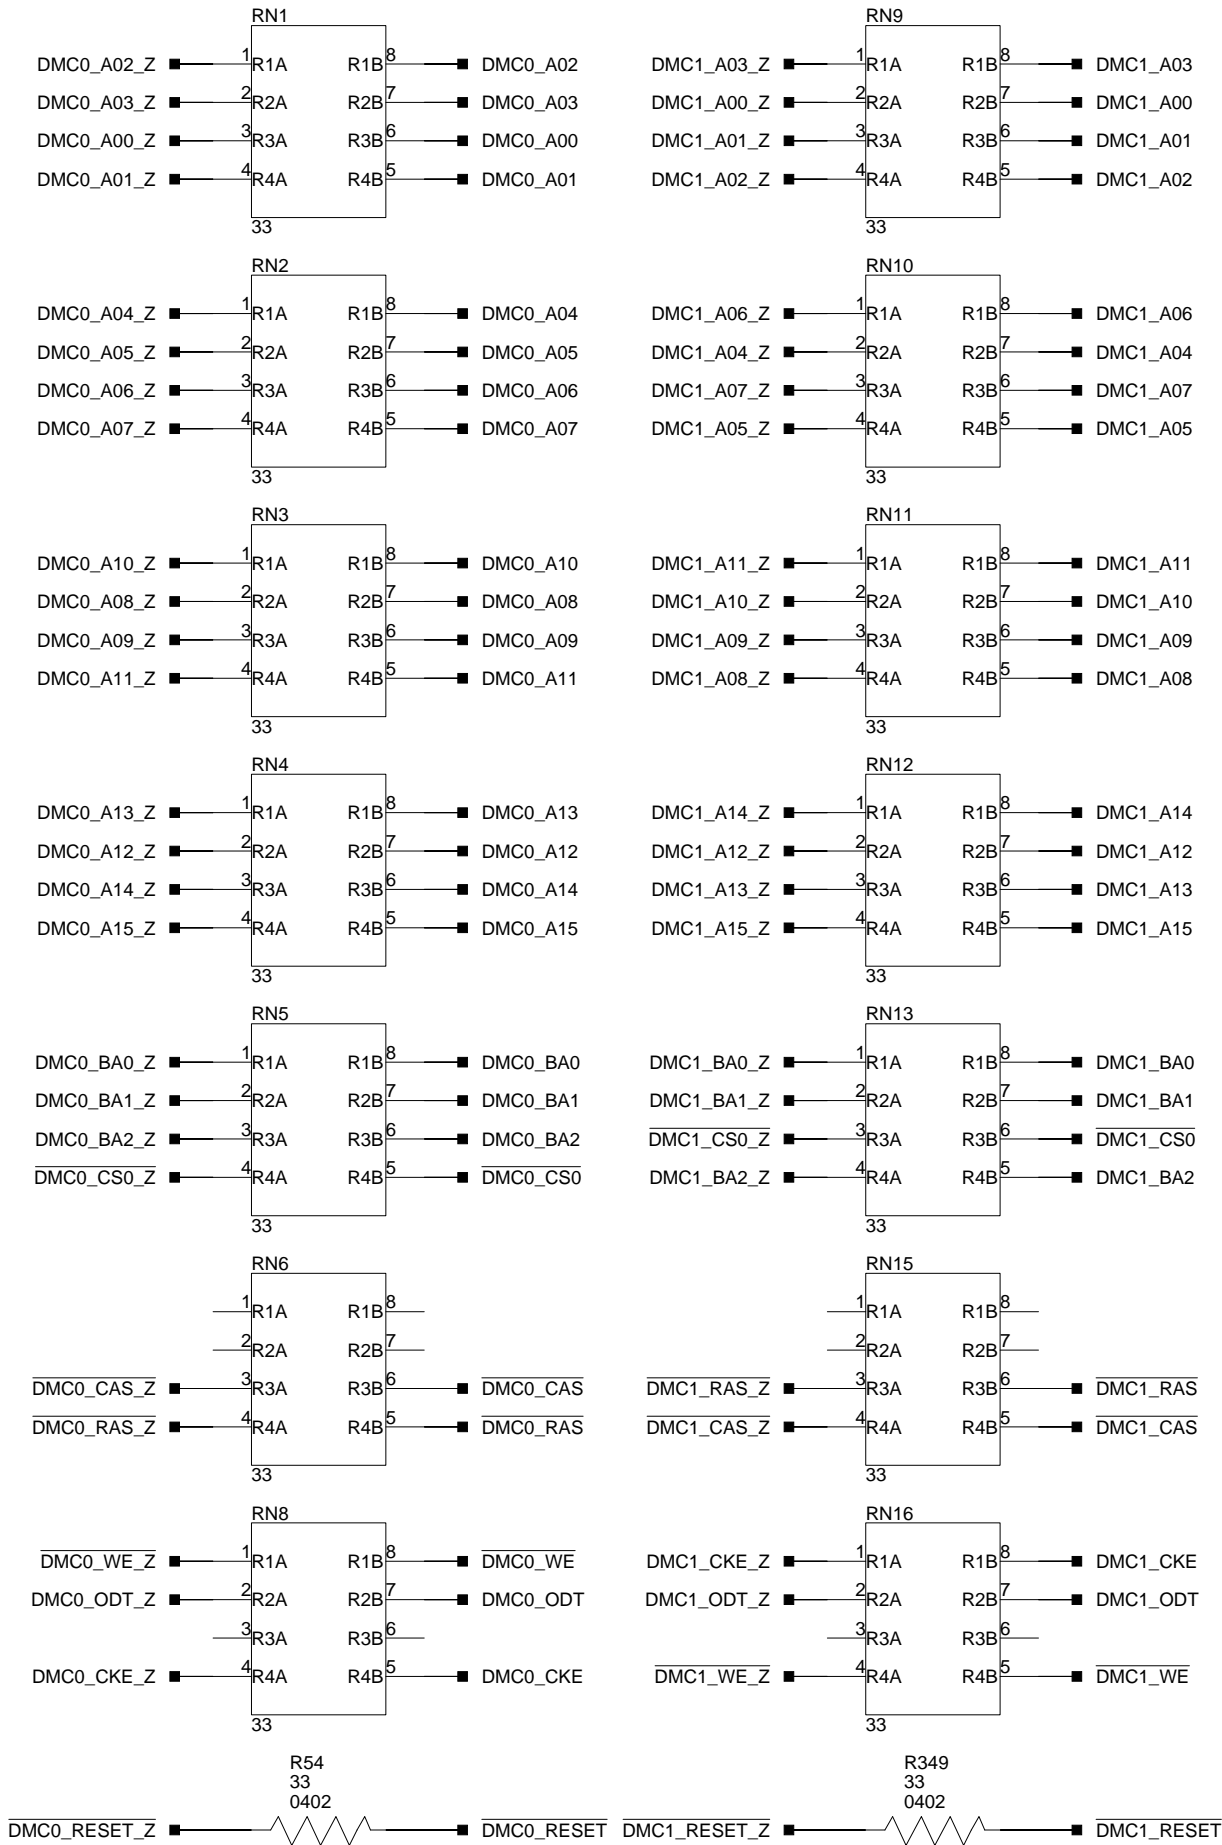 RN1 RN9
DMC0_A02_Z 1 R1A R1B 8 DMC0_A02 DMC1_A03_Z 1 R1A R1B 8 DMC1_A03
DMC0_A03_Z 2 R2A R2B 7 DMC0_A03 DMC1_A00_Z 2 R2A R2B 7 DMC1_A00
DMC0_A00_Z 3 R3A R3B 6 DMC0_A00 DMC1_A01_Z 3 R3A R3B 6 DMC1_A01
DMC0_A01_Z 4 R4A R4B 5 DMC0_A01 DMC1_A02_Z 4 R4A R4B 5 DMC1_A02
33 33
RN2 RN10
DMC0_A04_Z 1 R1A R1B 8 DMC0_A04 DMC1_A06_Z 1 R1A R1B 8 DMC1_A06
DMC0_A05_Z 2 R2A R2B 7 DMC0_A05 DMC1_A04_Z 2 R2A R2B 7 DMC1_A04
DMC0_A06_Z 3 R3A R3B 6 DMC0_A06 DMC1_A07_Z 3 R3A R3B 6 DMC1_A07
DMC0_A07_Z 4 R4A R4B 5 DMC0_A07 DMC1_A05_Z 4 R4A R4B 5 DMC1_A05
33 33
RN3 RN11
DMC0_A10_Z 1 R1A R1B 8 DMC0_A10 DMC1_A11_Z 1 R1A R1B 8 DMC1_A11
DMC0_A08_Z 2 R2A R2B 7 DMC0_A08 DMC1_A10_Z 2 R2A R2B 7 DMC1_A10
DMC0_A09_Z 3 R3A R3B 6 DMC0_A09 DMC1_A09_Z 3 R3A R3B 6 DMC1_A09
DMC0_A11_Z 4 R4A R4B 5 DMC0_A11 DMC1_A08_Z 4 R4A R4B 5 DMC1_A08
33 33
RN4 RN12
DMC0_A13_Z 1 R1A R1B 8 DMC0_A13 DMC1_A14_Z 1 R1A R1B 8 DMC1_A14
DMC0_A12_Z 2 R2A R2B 7 DMC0_A12 DMC1_A12_Z 2 R2A R2B 7 DMC1_A12
DMC0_A14_Z 3 R3A R3B 6 DMC0_A14 DMC1_A13_Z 3 R3A R3B 6 DMC1_A13
DMC0_A15_Z 4 R4A R4B 5 DMC0_A15 DMC1_A15_Z 4 R4A R4B 5 DMC1_A15
33 33
RN5 RN13
DMC0_BA0_Z 1 R1A R1B 8 DMC0_BA0 DMC1_BA0_Z 1 R1A R1B 8 DMC1_BA0
DMC0_BA1_Z 2 R2A R2B 7 DMC0_BA1 DMC1_BA1_Z 2 R2A R2B 7 DMC1_BA1
DMC0_BA2_Z 3 R3A R3B 6 DMC0_BA2 DMC1_CS0_Z 3 R3A R3B 6 DMC1_CS0
DMC0_CS0_Z 4 R4A R4B 5 DMC0_CS0 DMC1_BA2_Z 4 R4A R4B 5 DMC1_BA2
33 33
RN6 RN15
1 R1A R1B 8 1 R1A R1B 8
2 R2A R2B 7 2 R2A R2B 7
DMC0_CAS_Z 3 R3A R3B 6 DMC0_CAS DMC1_RAS_Z 3 R3A R3B 6 DMC1_RAS
DMC0_RAS_Z 4 R4A R4B 5 DMC0_RAS DMC1_CAS_Z 4 R4A R4B 5 DMC1_CAS
33 33
RN8 RN16
DMC0_WE_Z 1 R1A R1B 8 DMC0_WE DMC1_CKE_Z 1 R1A R1B 8 DMC1_CKE
DMC0_ODT_Z 2 R2A R2B 7 DMC0_ODT DMC1_ODT_Z 2 R2A R2B 7 DMC1_ODT
3 R3A R3B 6 3 R3A R3B 6
DMC0_CKE_Z 4 R4A R4B 5 DMC0_CKE DMC1_WE_Z 4 R4A R4B 5 DMC1_WE
33 33
R54 R349
33 33
0402 0402
DMC0_RESET_Z DMC0_RESET DMC1_RESET_Z DMC1_RESET